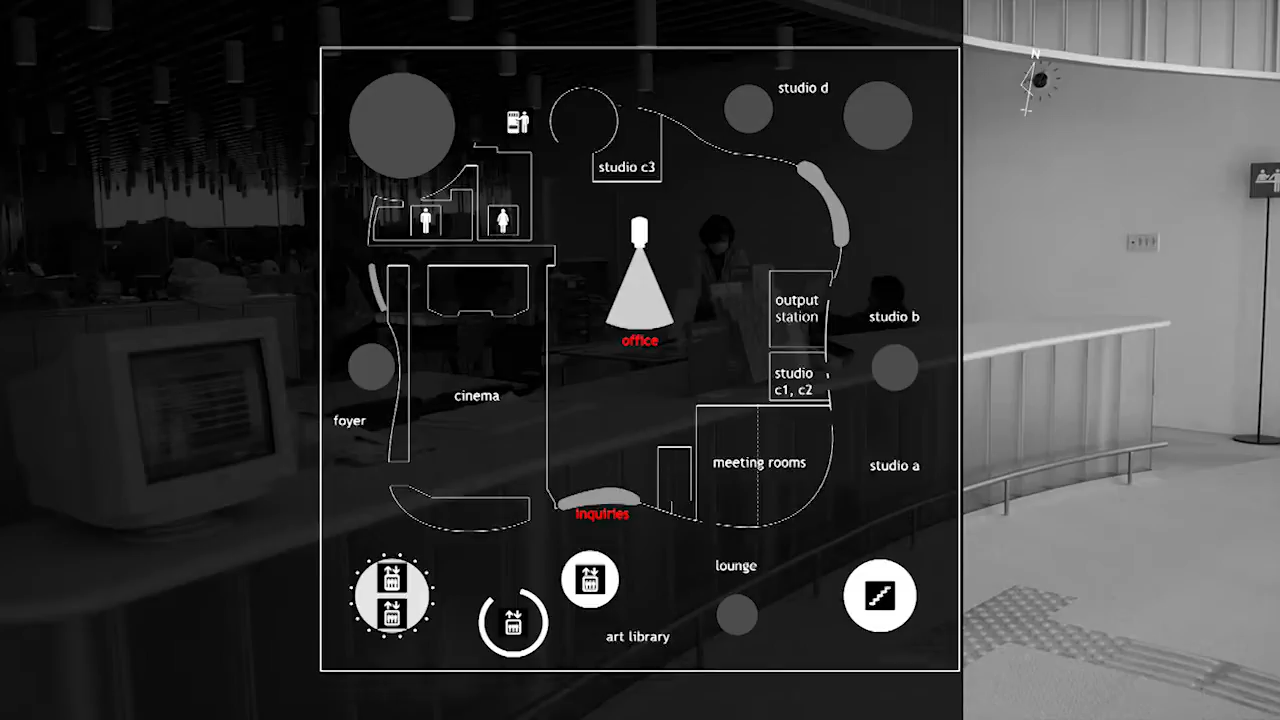 N
studio d
studio c3
output
station
studio b
office
studio
c1, c2
cinema
foyer
meeting rooms
studio a
inquiries
lounge
art library